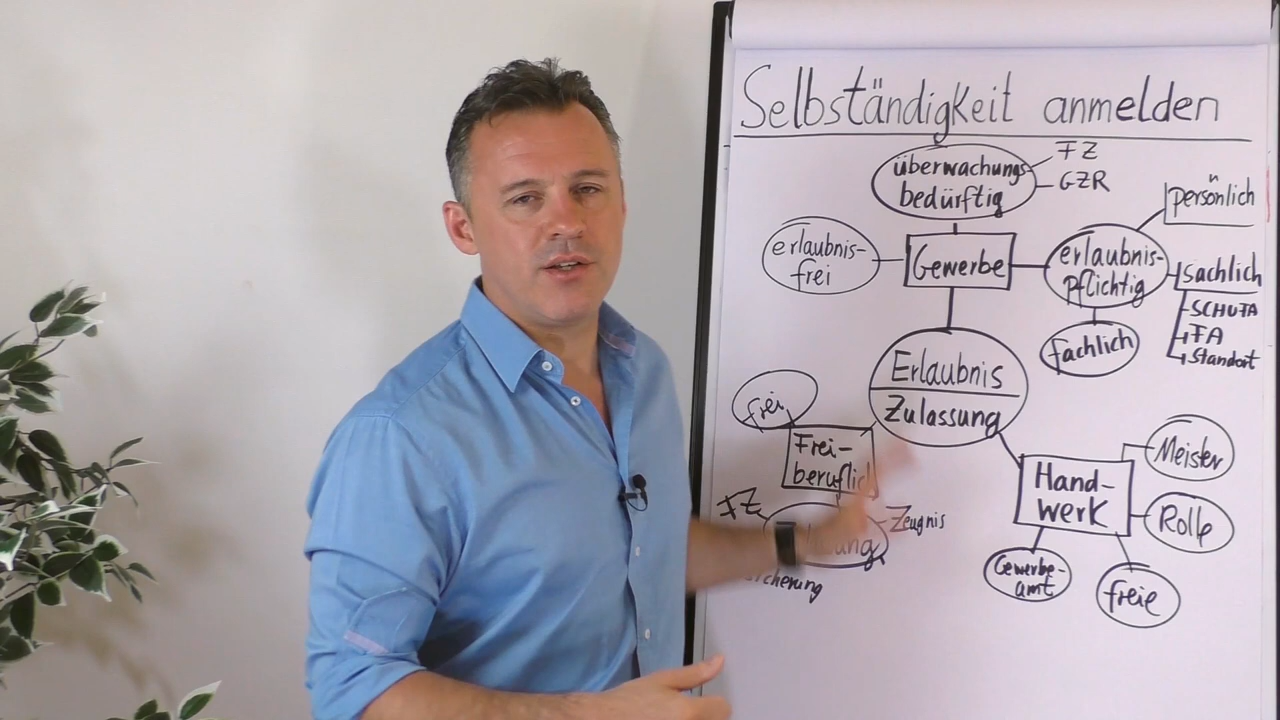 Selbständigkeit anmelden
überwachungs-
bedürftig
FZ
GZR
persönlich
erlaubnis-
frei
Gewerbe
erlaubnis-
pflichtig
sachlich
SCHUFA
FA
Standort
fachlich
Erlaubnis
Zulassung
frei
Frei-
beruflich
FZ
Zeugnis
Hand-
werk
Meister
Rolle
Gewerbe-
amt
freie